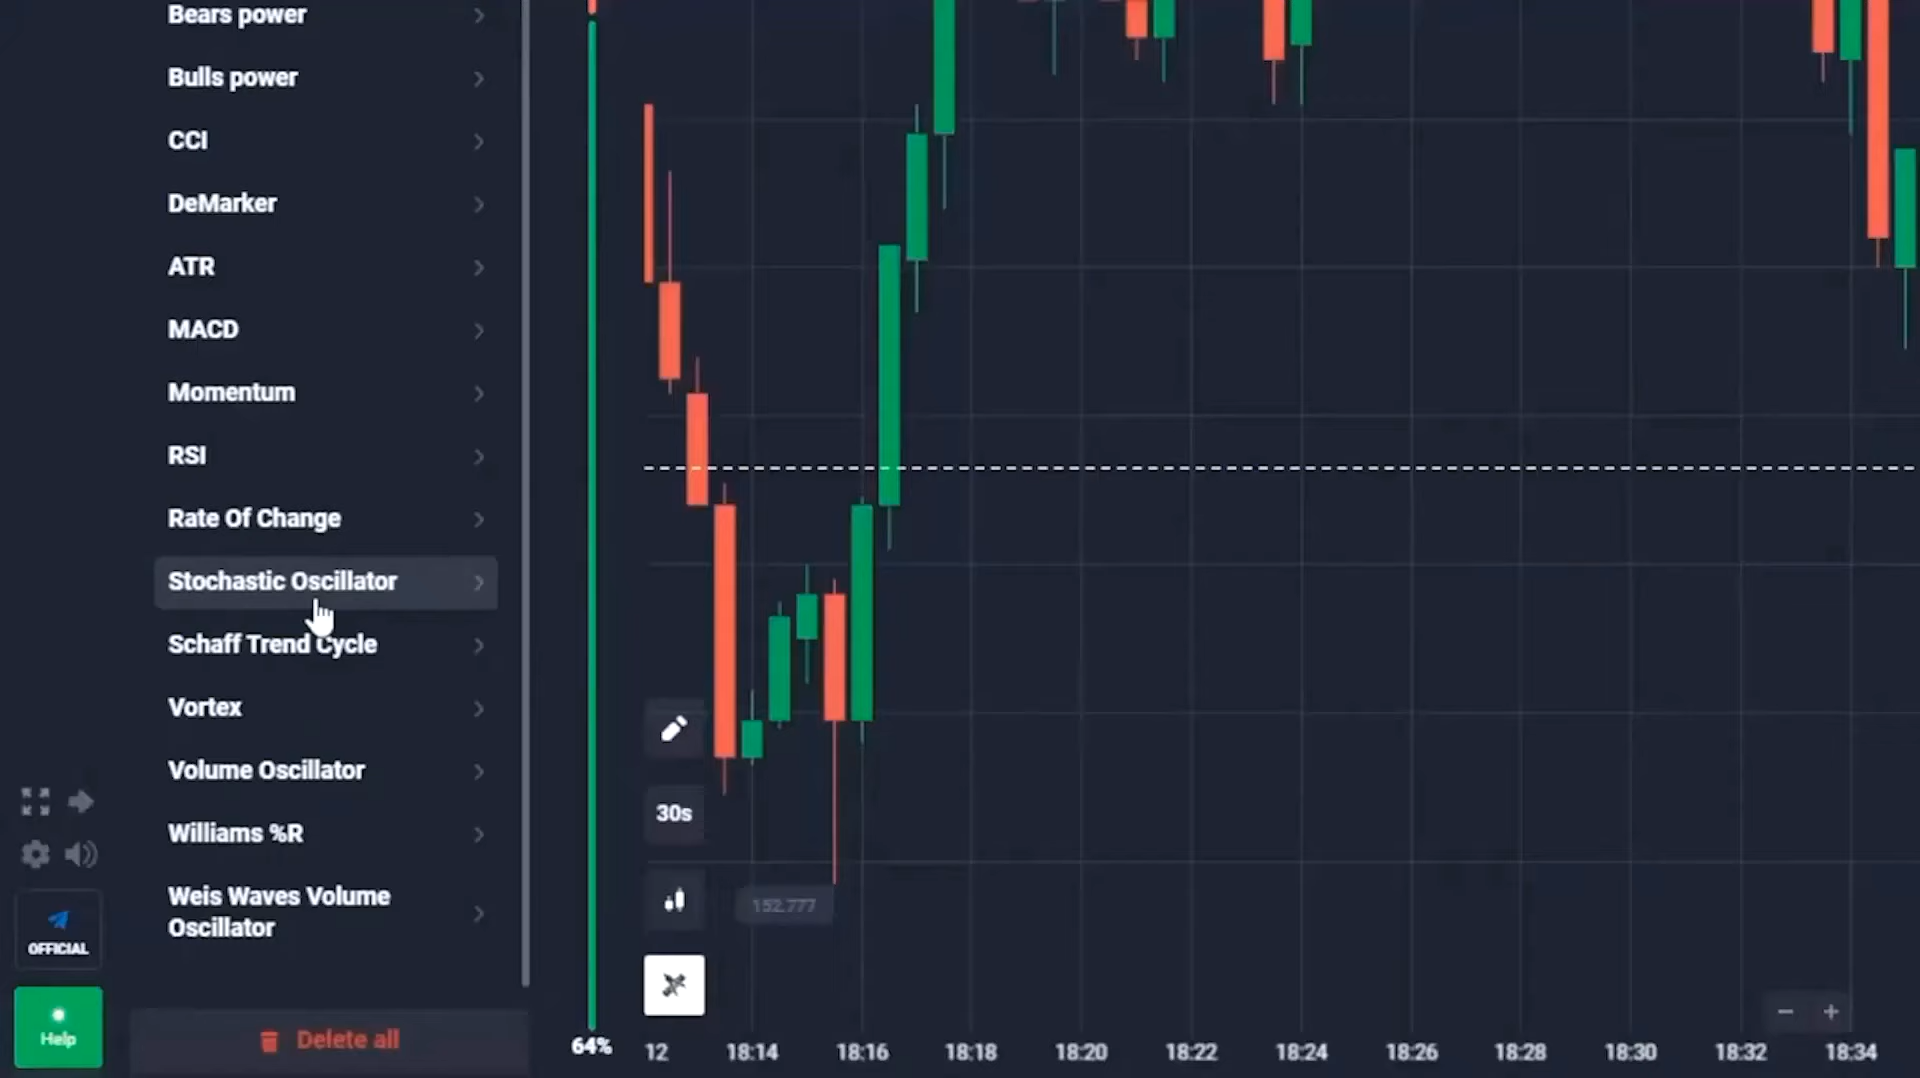 Bears power
Bulls power
CCI
DeMarker
ATR
MACD
Momentum
RSI
Rate Of Change
Stochastic Oscillator
Schaff Trend Cycle
Vortex
Volume Oscillator
Williams %R
Weis Waves Volume
Oscillator
OFFICIAL
Help
Delete all
64%
30s
152.777
12 18:14 18:16 18:18 18:20 18:22 18:24 18:26 18:28 18:30 18:32 18:34